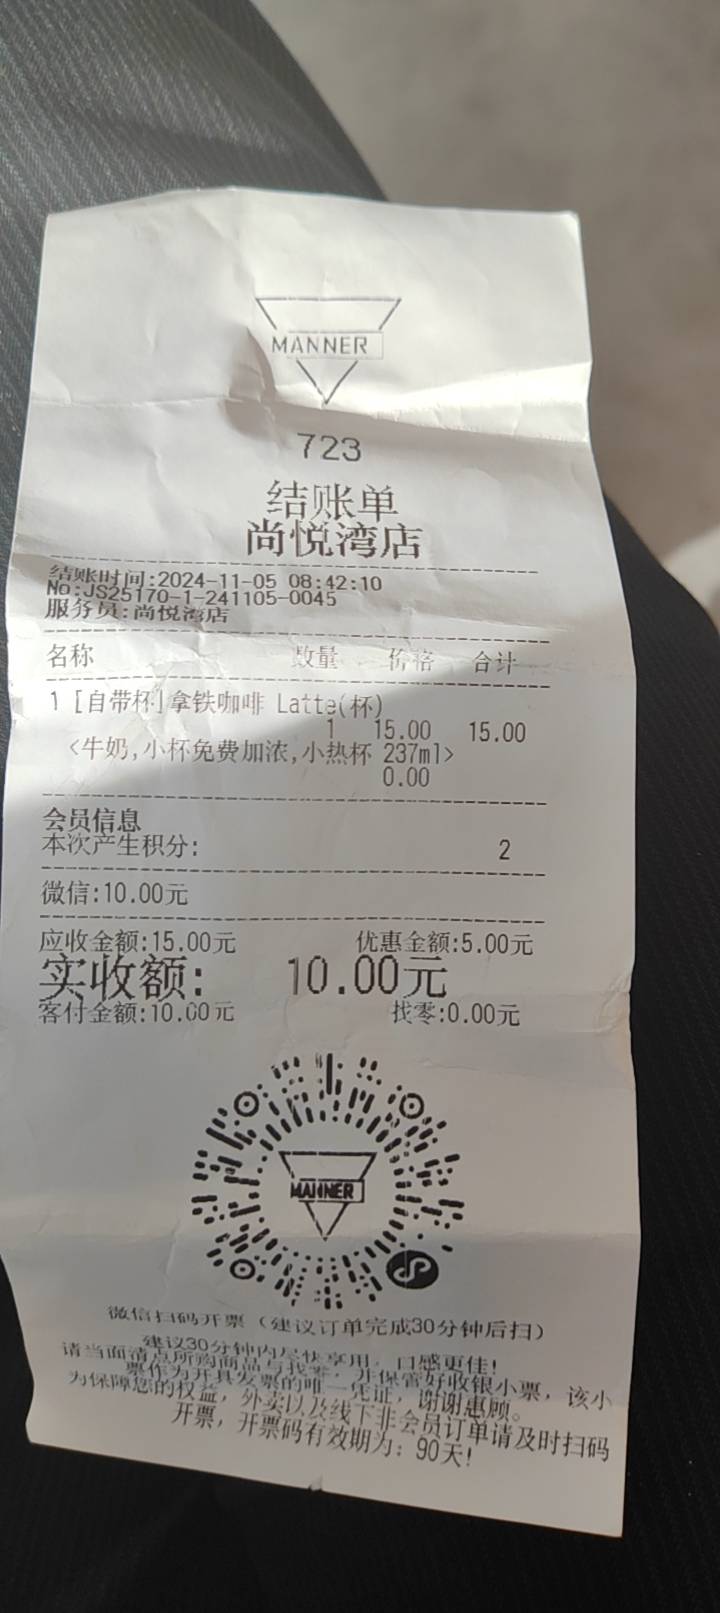 MANNER
723
结账单
尚悦湾店
结账时间:2024-11-05 08:42:10
No:JS25170-1-241105-0045
服务员:尚悦湾店
名称 数量 价格 合计
1 [自带杯]拿铁咖啡 Latte(杯)
1 15.00 15.00
<牛奶,小杯免费加浓,小热杯 237ml>
0.00
会员信息
本次产生积分: 2
微信:10.00元
应收金额:15.00元 优惠金额:5.00元
实收额: 10.00元
客付金额:10.00元 找零:0.00元
MANNER
微信扫码开票（建议订单完成30分钟后扫）
建议30分钟内尽快享用，口感更佳!
请当面清点所购商品与找零，并保管好收银小票，该小
票作为开具发票的唯一凭证，谢谢惠顾。
为保障您的权益，外卖以及线下非会员订单请及时扫码
开票，开票码有效期为：90天!